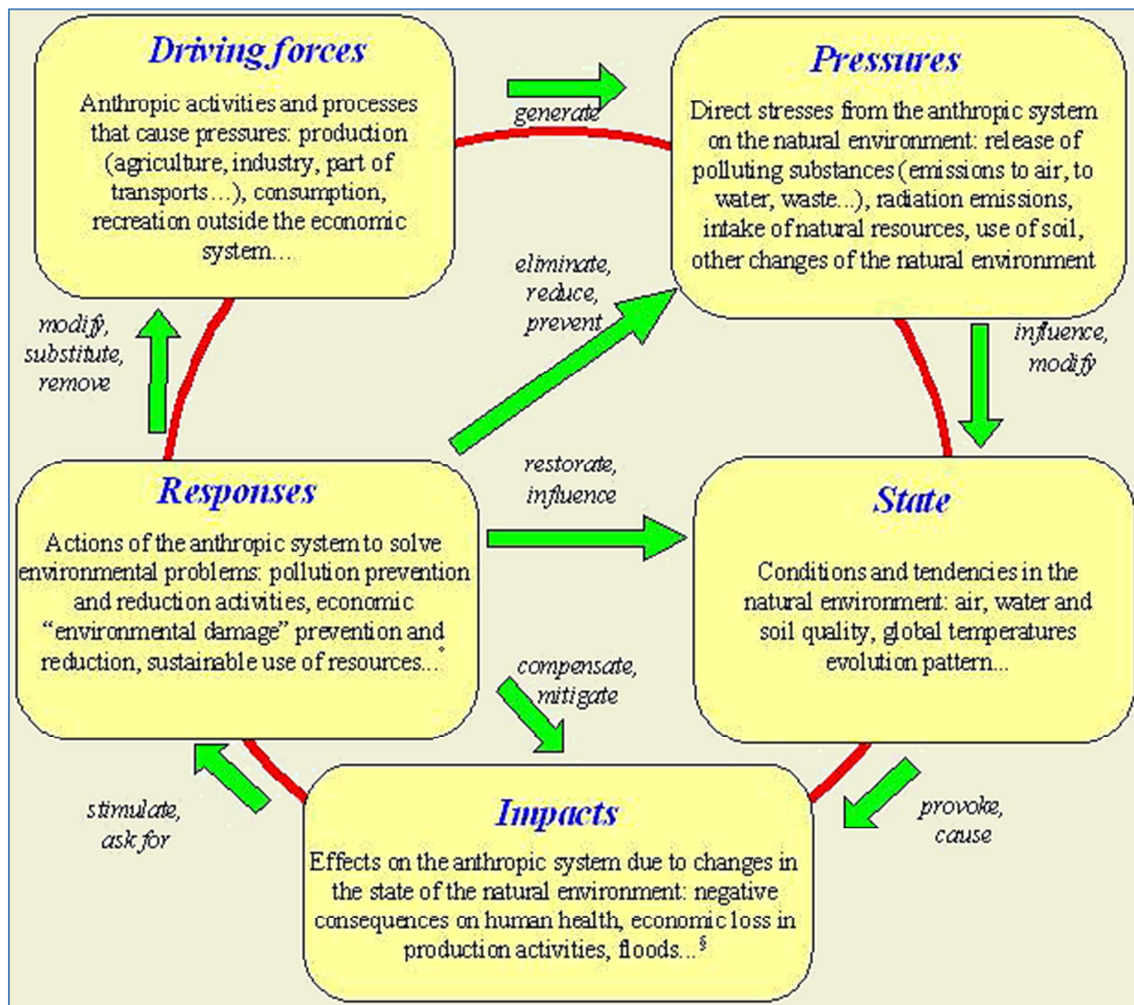 Driving forces
Anthropic activities and processes
that cause pressures: production
(agriculture, industry, part of
transports...), consumption,
recreation outside the economic
system...
generate
Pressures
Direct stresses from the anthropic system
on the natural environment: release of
polluting substances (emissions to air, to
water, waste...), radiation emissions,
intake of natural resources, use of soil,
other changes of the natural environment
modify,
substitute,
remove
eliminate,
reduce,
prevent
influence,
modify
Responses
Actions of the anthropic system to solve
environmental problems: pollution prevention
and reduction activities, economic
“environmental damage” prevention and
reduction, sustainable use of resources...°
restorate,
influence
State
Conditions and tendencies in the
natural environment: air, water and
soil quality, global temperatures
evolution pattern...
compensate,
mitigate
stimulate,
ask for
provoke,
cause
Impacts
Effects on the anthropic system due to changes in
the state of the natural environment: negative
consequences on human health, economic loss in
production activities, floods...§